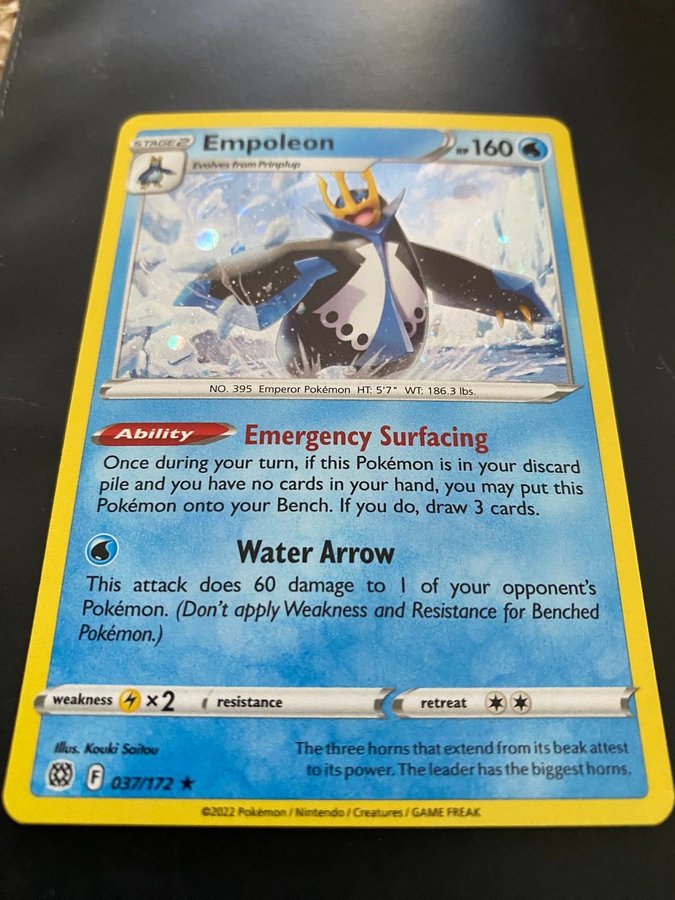 STAGE 2 Empoleon HP 160
Evolves from Prinplup
NO. 395 Emperor Pokémon HT: 5'7" WT: 186.3 lbs.
Ability Emergency Surfacing
Once during your turn, if this Pokémon is in your discard
pile and you have no cards in your hand, you may put this
Pokémon onto your Bench. If you do, draw 3 cards.
Water Arrow
This attack does 60 damage to 1 of your opponent's
Pokémon. (Don't apply Weakness and Resistance for Benched
Pokémon.)
weakness ×2 resistance retreat
Illus. Kouki Saitou
The three horns that extend from its beak attest
to its power. The leader has the biggest horns.
F 037/172 ★
©2022 Pokémon / Nintendo / Creatures / GAME FREAK